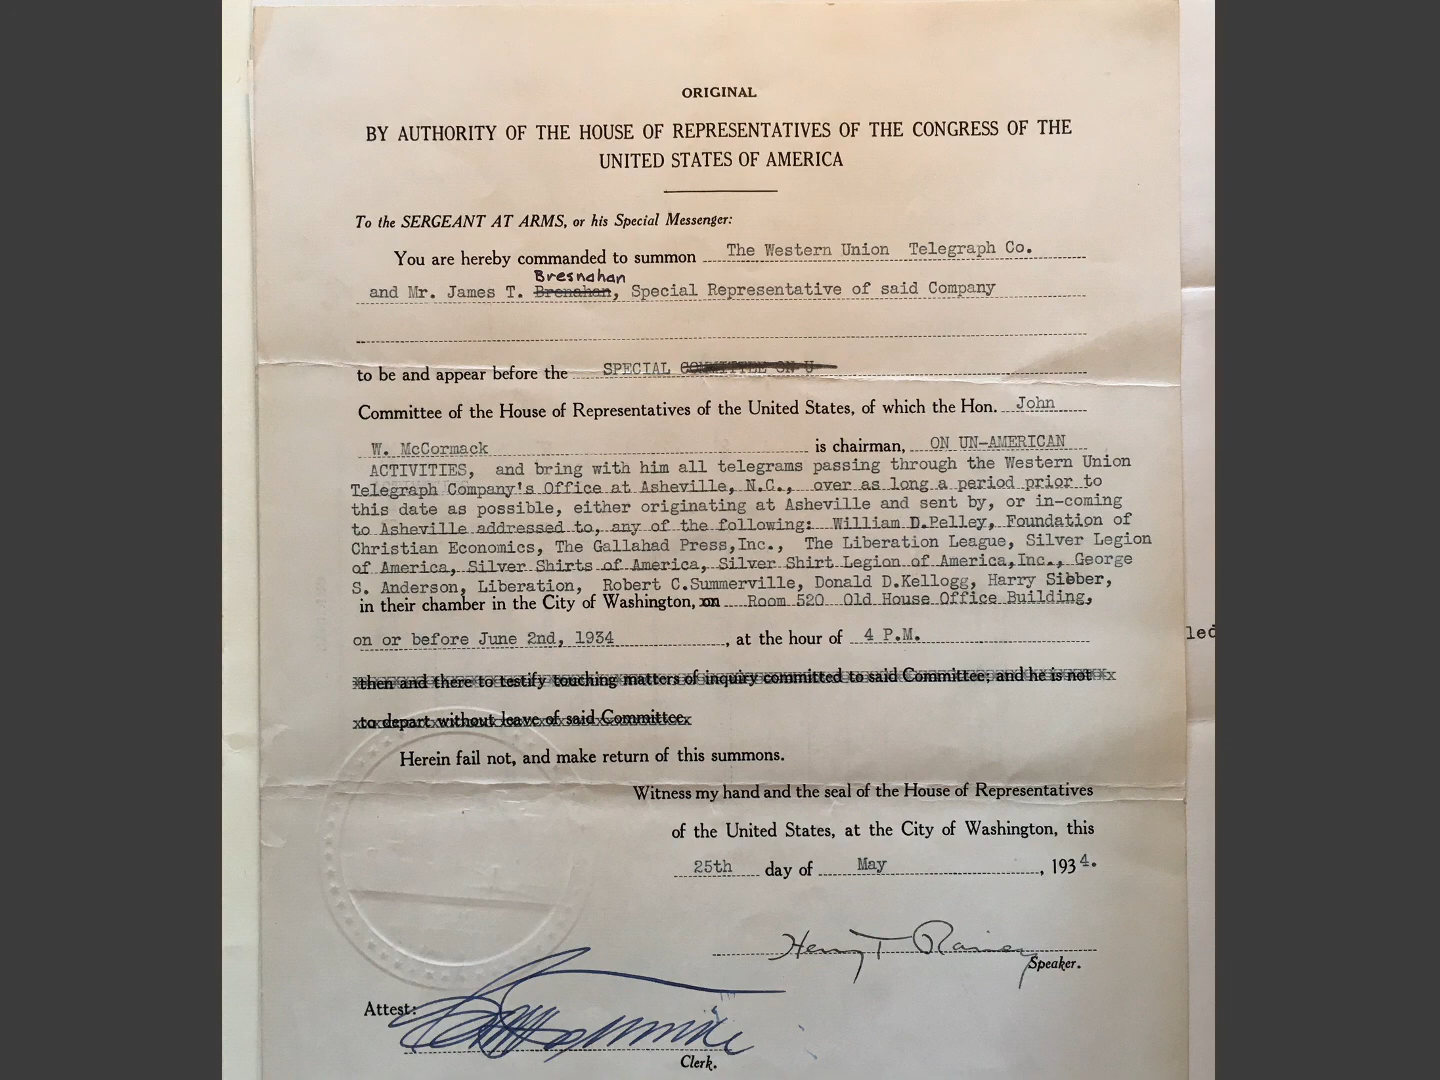 ORIGINAL
BY AUTHORITY OF THE HOUSE OF REPRESENTATIVES OF THE CONGRESS OF THE
UNITED STATES OF AMERICA
To the SERGEANT AT ARMS, or his Special Messenger:
You are hereby commanded to summon The Western Union Telegraph Co.
Bresnahan
and Mr. James T. Brenahan, Special Representative of said Company
to be and appear before the SPECIAL COMMITTEE ON U
Committee of the House of Representatives of the United States, of which the Hon. John
W. McCormack is chairman, ON UN-AMERICAN
ACTIVITIES, and bring with him all telegrams passing through the Western Union
Telegraph Company's Office at Asheville, N.C., over as long a period prior to
this date as possible, either originating at Asheville and sent by, or in-coming
to Asheville addressed to, any of the following: William D.Pelley, Foundation of
Christian Economics, The Gallahad Press,Inc., The Liberation League, Silver Legion
of America, Silver Shirts of America, Silver Shirt Legion of America,Inc., George
S. Anderson, Liberation, Robert C.Summerville, Donald D.Kellogg, Harry Sieber,
in their chamber in the City of Washington, on Room 520 Old House Office Building,
on or before June 2nd, 1934, at the hour of 4 P.M.
led
then and there to testify touching matters of inquiry committed to said Committee; and he is not
to depart without leave of said Committee.
Herein fail not, and make return of this summons.
Witness my hand and the seal of the House of Representatives
of the United States, at the City of Washington, this
25th day of May, 1934.
Henry T Rainey
Speaker.
Attest:
Clerk.